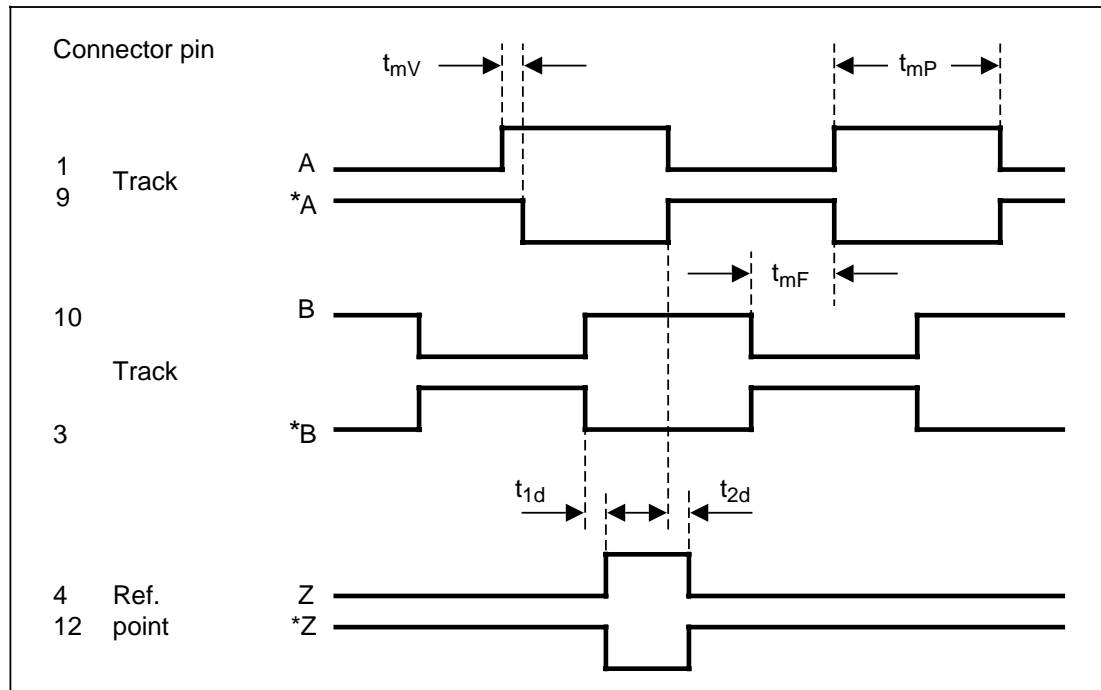 Connector pin
tmV
tmP
1 Track A
9 *A
tmF
10 B
Track
3 *B
t1d t2d
4 Ref. Z
12 point *Z